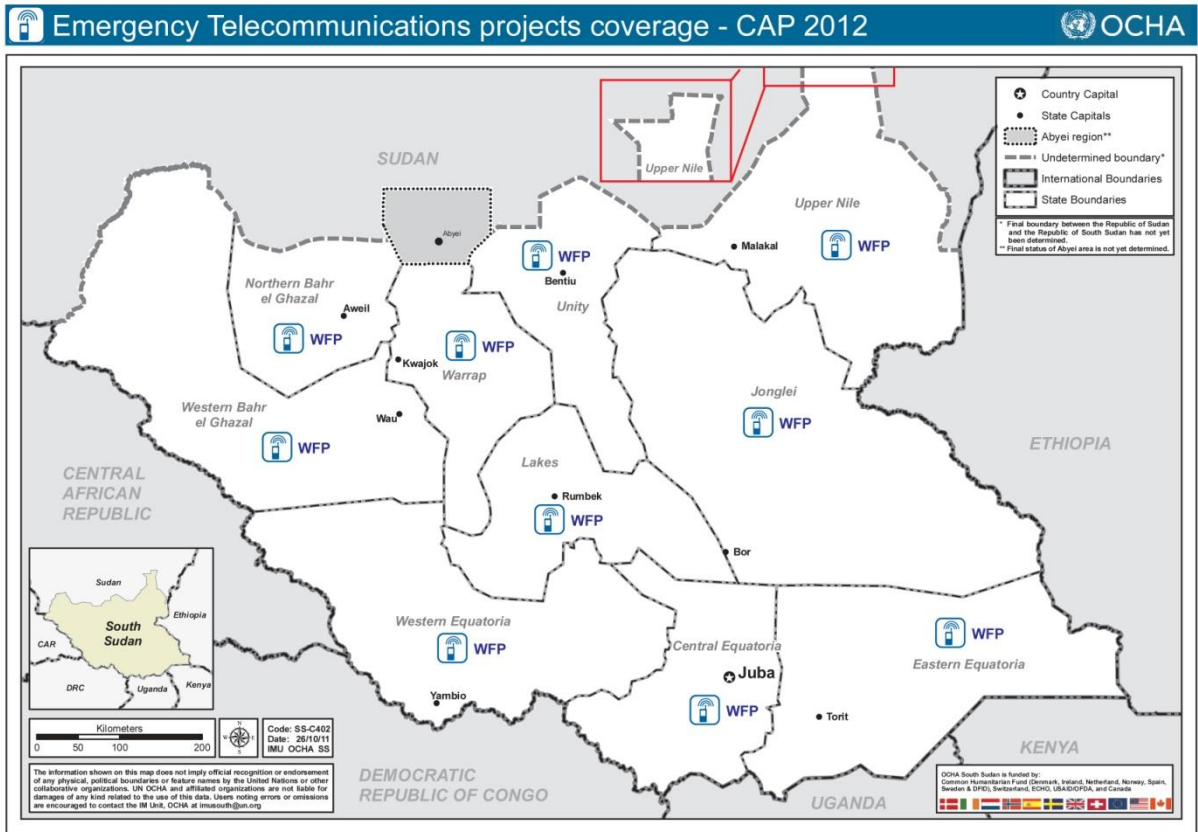 Emergency Telecommunications projects coverage - CAP 2012
OCHA
Country Capital
State Capitals
Abyei region**
Undetermined boundary*
International Boundaries
State Boundaries
* Final boundary between the Republic of Sudan
and the Republic of South Sudan has not yet
been determined.
** Final status of Abyei area is not yet determined.
SUDAN
Upper Nile
Upper Nile
Abyei
Malakal
WFP
WFP
Bentiu
Unity
Northern Bahr
el Ghazal
Aweil
WFP
WFP
Kwajok
Warrap
Jonglei
WFP
Western Bahr
el Ghazal
Wau
WFP
ETHIOPIA
CENTRAL
AFRICAN
REPUBLIC
Lakes
Rumbek
WFP
Bor
Sudan
Ethiopia
South
Sudan
CAR
DRC
Uganda
Kenya
Western Equatoria
WFP
Yambio
Central Equatoria
Juba
WFP
WFP
Eastern Equatoria
Torit
KENYA
UGANDA
DEMOCRATIC
REPUBLIC OF CONGO
Kilometers
0 50 100 200
N
W E
S
Code: SS-C402
Date: 26/10/11
IMU OCHA SS
The information shown on this map does not imply official recognition or endorsement
of any physical, political boundaries or feature names by the United Nations or other
collaborative organizations. UN OCHA and affiliated organizations are not liable for
damages of any kind related to the use of this data. Users noting errors or omissions
are encouraged to contact the IM Unit, OCHA at imusouth@un.org
OCHA South Sudan is funded by:
Common Humanitarian Fund (Denmark, Ireland, Netherland, Norway, Spain,
Sweden & DFID), Switzerland, ECHO, USAID/OFDA, and Canada